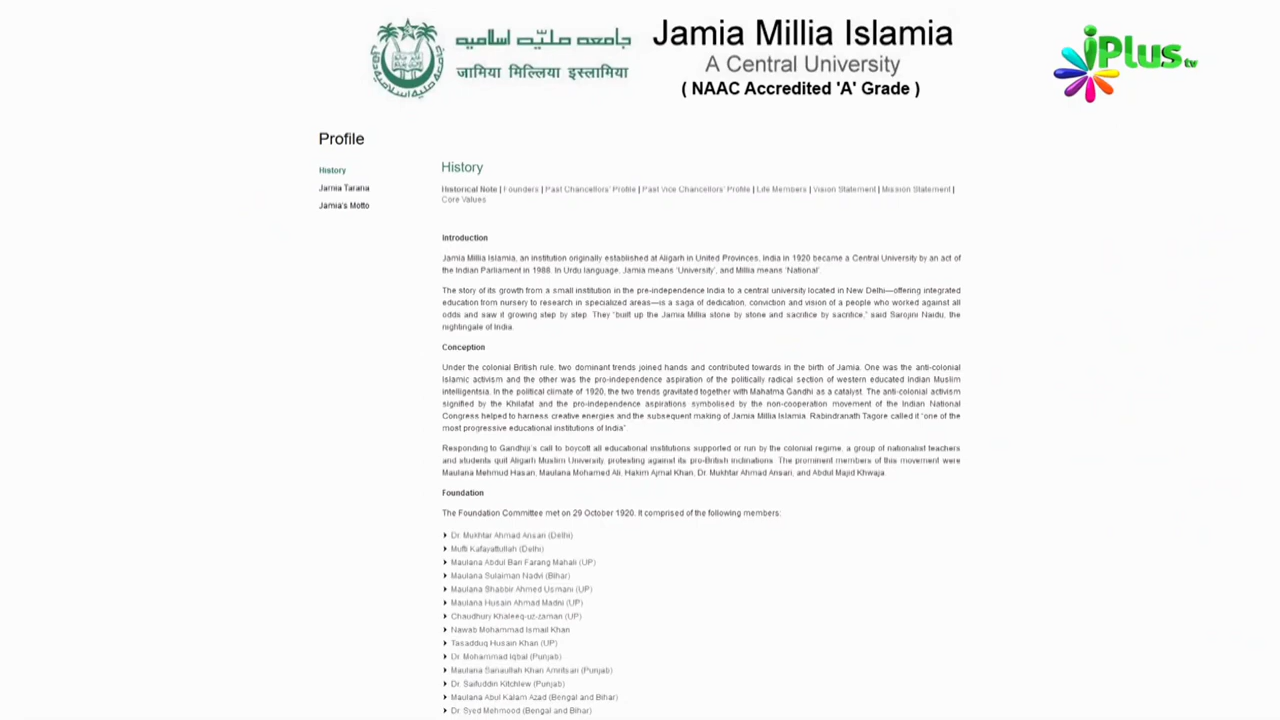 جامعه ملیّه اسلامیه
जामिया मिल्लिया इस्लामिया
Jamia Millia Islamia
A Central University
( NAAC Accredited 'A' Grade )
iPlus tv
Profile
History
Jamia Tarana
Jamia's Motto
History
Historical Note | Founders | Past Chancellors' Profile | Past Vice Chancellors' Profile | Life Members | Vision Statement | Mission Statement |
Core Values
Introduction
Jamia Millia Islamia, an institution originally established at Aligarh in United Provinces, India in 1920 became a Central University by an act of
the Indian Parliament in 1988. In Urdu language, Jamia means 'University', and Millia means 'National'.
The story of its growth from a small institution in the pre-independence India to a central university located in New Delhi—offering integrated
education from nursery to research in specialized areas—is a saga of dedication, conviction and vision of a people who worked against all
odds and saw it growing step by step. They "built up the Jamia Millia stone by stone and sacrifice by sacrifice," said Sarojini Naidu, the
nightingale of India.
Conception
Under the colonial British rule, two dominant trends joined hands and contributed towards in the birth of Jamia. One was the anti-colonial
Islamic activism and the other was the pro-independence aspiration of the politically radical section of western educated Indian Muslim
intelligentsia. In the political climate of 1920, the two trends gravitated together with Mahatma Gandhi as a catalyst. The anti-colonial activism
signified by the Khilafat and the pro-independence aspirations symbolised by the non-cooperation movement of the Indian National
Congress helped to harness creative energies and the subsequent making of Jamia Millia Islamia. Rabindranath Tagore called it "one of the
most progressive educational institutions of India".
Responding to Gandhiji's call to boycott all educational institutions supported or run by the colonial regime, a group of nationalist teachers
and students quit Aligarh Muslim University, protesting against its pro-British inclinations. The prominent members of this movement were
Maulana Mehmud Hasan, Maulana Mohamed Ali, Hakim Ajmal Khan, Dr. Mukhtar Ahmad Ansari, and Abdul Majid Khwaja.
Foundation
The Foundation Committee met on 29 October 1920. It comprised of the following members:
Dr. Mukhtar Ahmad Ansari (Delhi)
Mufti Kafayatullah (Delhi)
Maulana Abdul Bari Farang Mahali (UP)
Maulana Sulaiman Nadvi (Bihar)
Maulana Shabbir Ahmed Usmani (UP)
Maulana Husain Ahmad Madni (UP)
Chaudhury Khaleeq-uz-zaman (UP)
Nawab Mohammad Ismail Khan
Tasadduq Husain Khan (UP)
Dr. Mohammad Iqbal (Punjab)
Maulana Sanaullah Khan Amritsari (Punjab)
Dr. Saifuddin Kitchlew (Punjab)
Maulana Abul Kalam Azad (Bengal and Bihar)
Dr. Syed Mehmood (Bengal and Bihar)